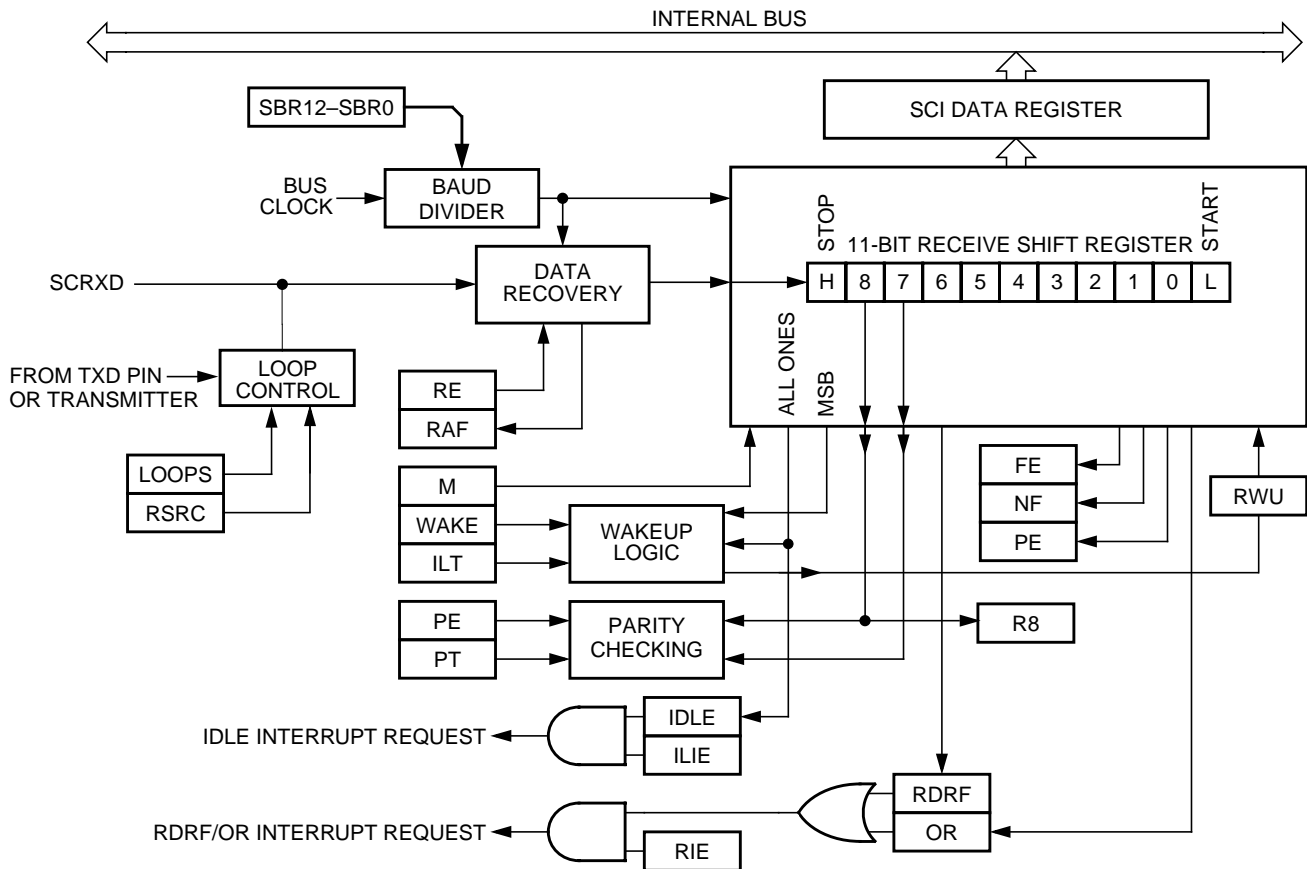 INTERNAL BUS
SBR12–SBR0
SCI DATA REGISTER
BUS
CLOCK
BAUD
DIVIDER
STOP
11-BIT RECEIVE SHIFT REGISTER
START
SCRXD
DATA
RECOVERY
H 8 7 6 5 4 3 2 1 0 L
ALL ONES
MSB
FROM TXD PIN
OR TRANSMITTER
LOOP
CONTROL
RE
RAF
LOOPS
RSRC
M
WAKE
ILT
WAKEUP
LOGIC
FE
NF
PE
RWU
PE
PT
PARITY
CHECKING
R8
IDLE INTERRUPT REQUEST
IDLE
ILIE
RDRF/OR INTERRUPT REQUEST
RDRF
OR
RIE